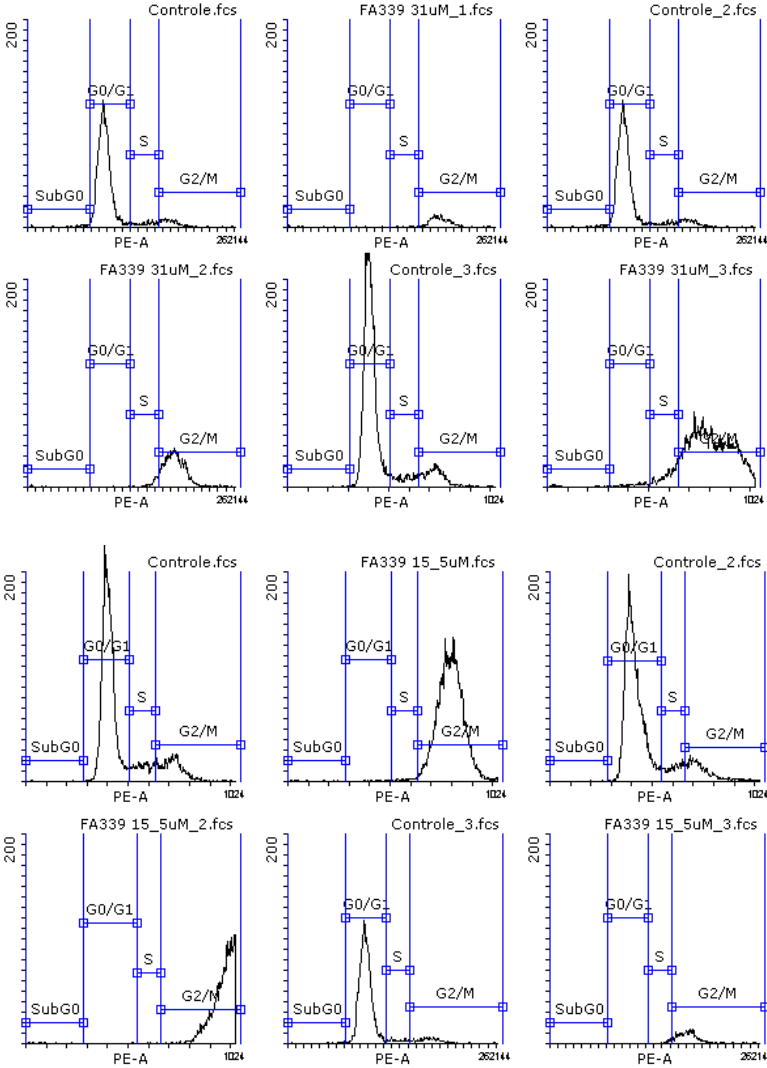 Controle.fcs
200
G0/G1
S
G2/M
SubG0
PE-A
262144
FA339 31uM_1.fcs
200
G0/G1
S
G2/M
SubG0
PE-A
262144
Controle_2.fcs
200
G0/G1
S
G2/M
SubG0
PE-A
262144
FA339 31uM_2.fcs
200
G0/G1
S
G2/M
SubG0
PE-A
262144
Controle_3.fcs
200
G0/G1
S
G2/M
SubG0
PE-A
1024
FA339 31uM_3.fcs
200
G0/G1
S
G2/M
SubG0
PE-A
1024
Controle.fcs
200
G0/G1
S
G2/M
SubG0
PE-A
1024
FA339 15_5uM.fcs
200
G0/G1
S
G2/M
SubG0
PE-A
1024
Controle_2.fcs
200
G0/G1
S
G2/M
SubG0
PE-A
1024
FA339 15_5uM_2.fcs
200
G0/G1
S
G2/M
SubG0
PE-A
1024
Controle_3.fcs
200
G0/G1
S
G2/M
SubG0
PE-A
262144
FA339 15_5uM_3.fcs
200
G0/G1
S
G2/M
SubG0
PE-A
262144